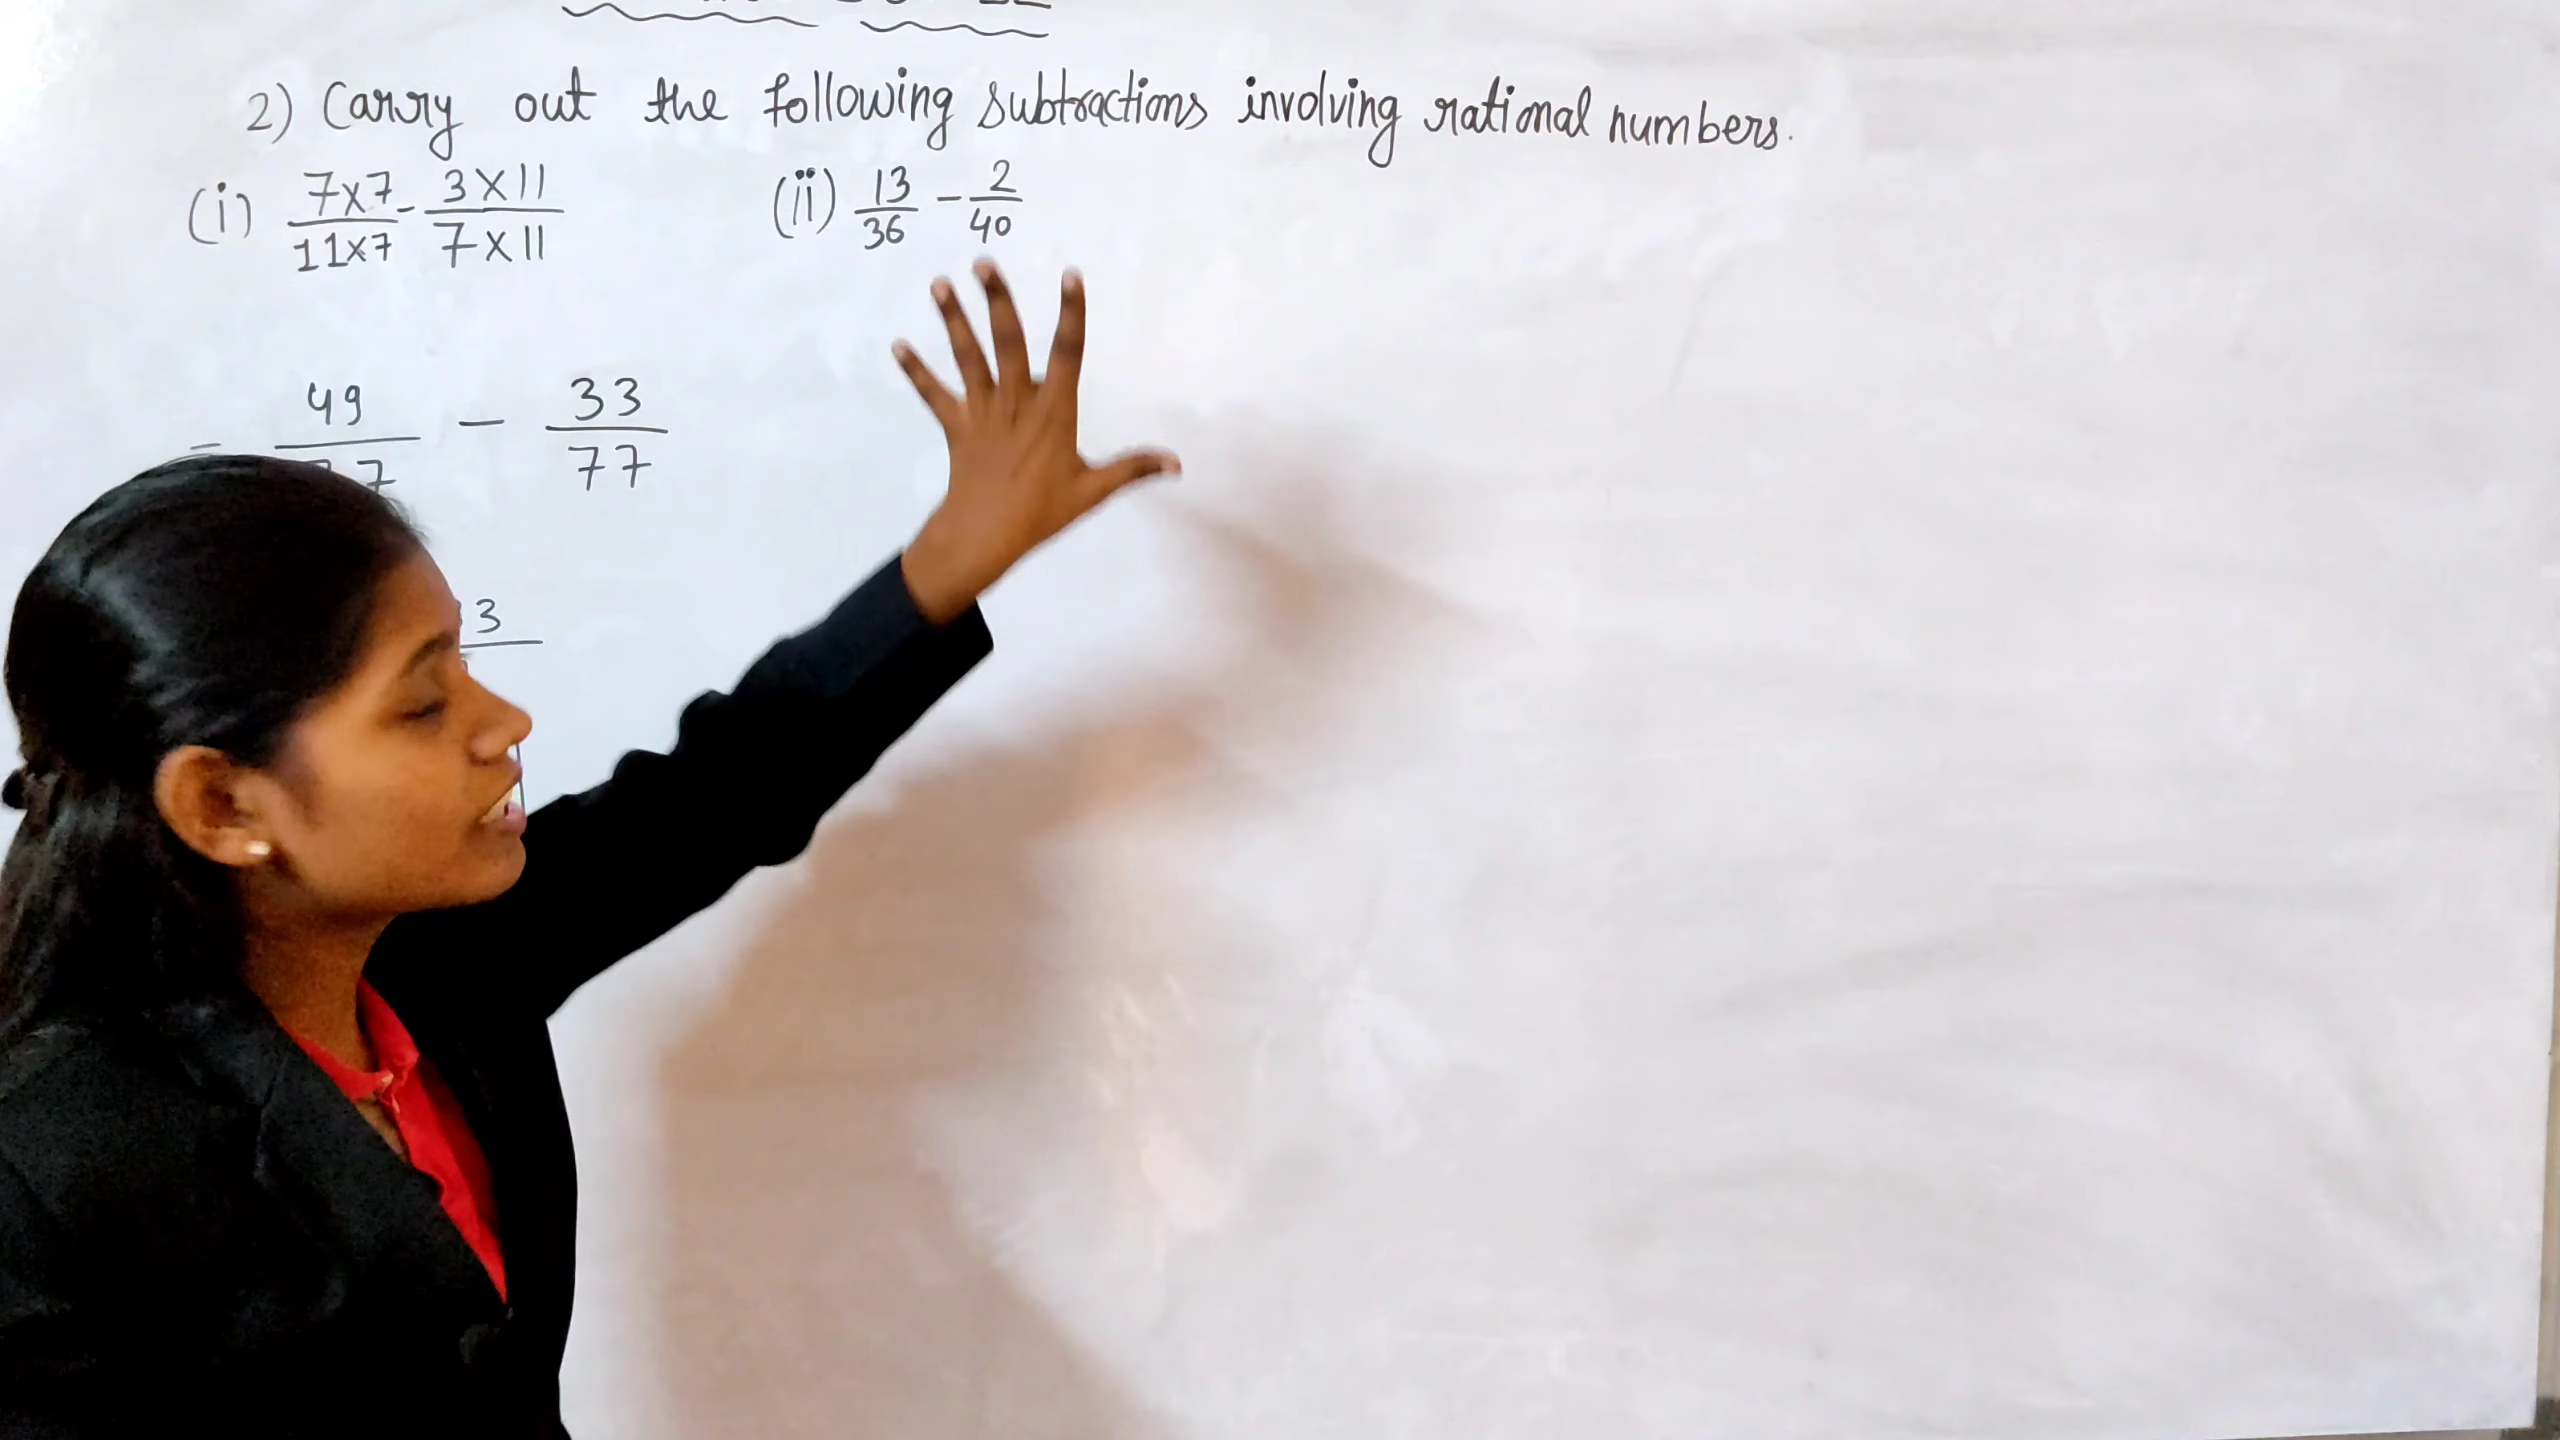 2) Carry out the following subtractions involving rational numbers.
(i) 7x7/11x7 - 3x11/7x11 (ii) 13/36 - 2/40
= 49/77 - 33/77
3